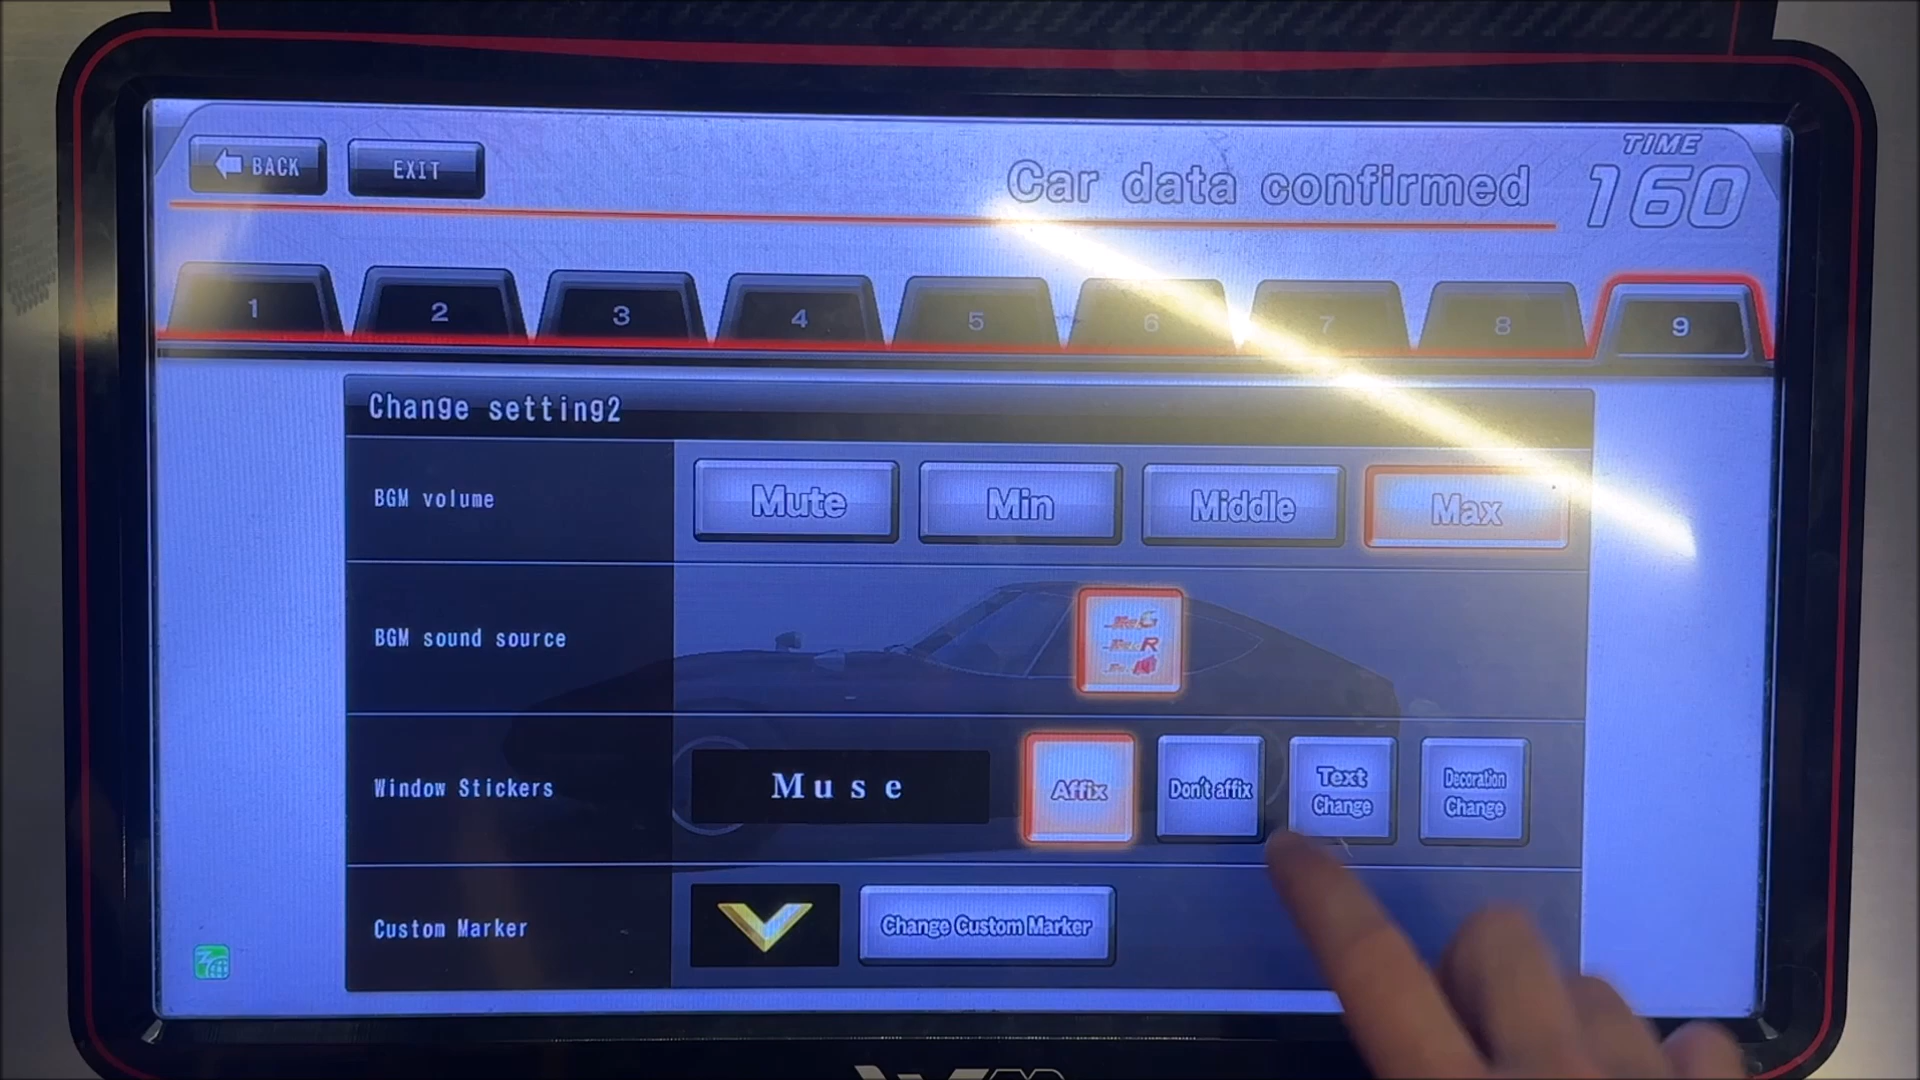 BACK
EXIT
Car data confirmed
TIME
160
1 2 3 4 5 6 7 8 9
Change setting2
BGM volume
Mute Min Middle Max
BGM sound source
G
R
Window Stickers
Muse
Affix
Don't affix
Text
Change
Decoration
Change
Custom Marker
Change Custom Marker